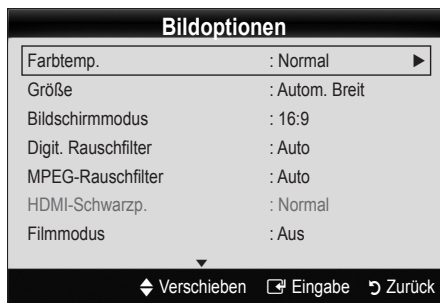 Bildoptionen
Farbtemp. : Normal ►
Größe : Autom. Breit
Bildschirmmodus : 16:9
Digit. Rauschfilter : Auto
MPEG-Rauschfilter : Auto
HDMI-Schwarzp. : Normal
Filmmodus : Aus
Verschieben Eingabe Zurück